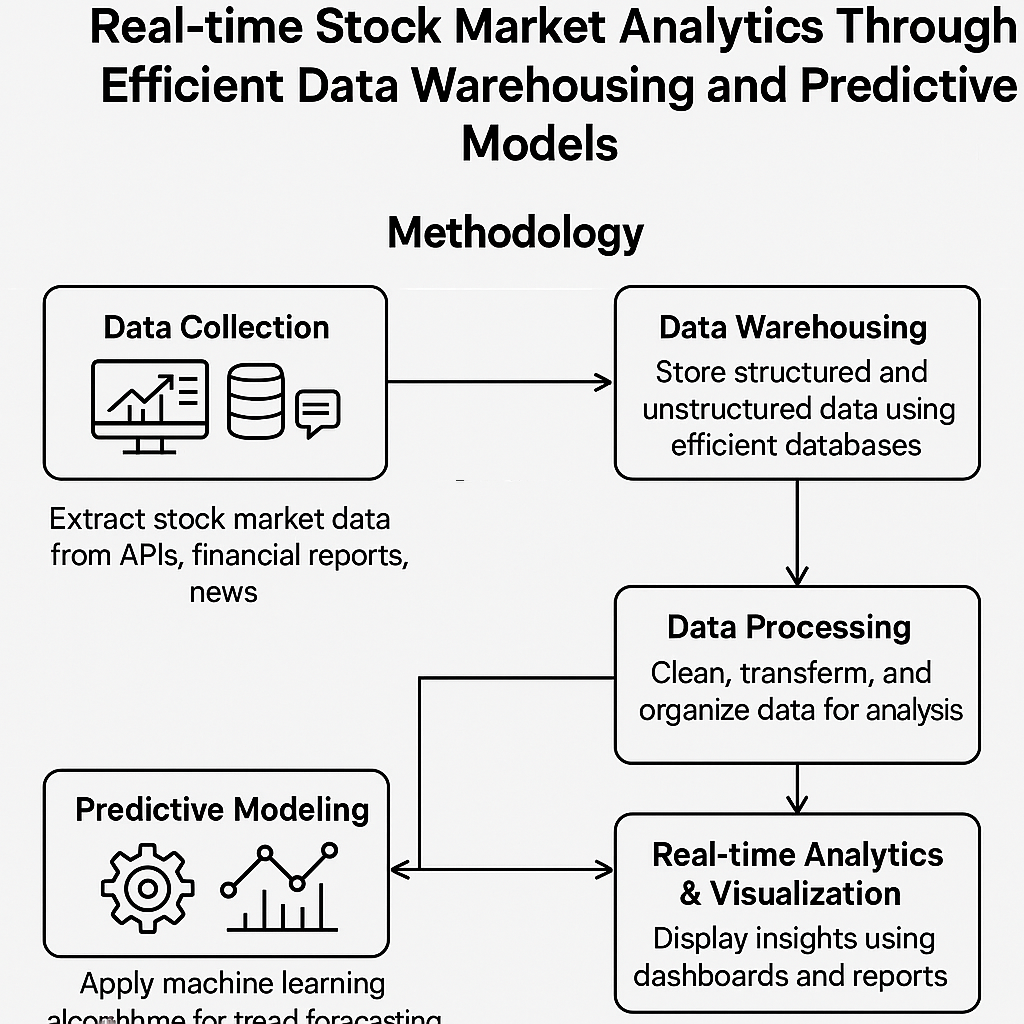 Real-time Stock Market Analytics Through
Efficient Data Warehousing and Predictive
Models
Methodology
Data Collection
Extract stock market data
from APIs, financial reports,
news
Data Warehousing
Store structured and
unstructured data using
efficient databases
Data Processing
Clean, transferm, and
organize data for analysis
Predictive Modeling
Apply machine learning
for tread foracasting
Real-time Analytics
& Visualization
Display insights using
dashboards and reports